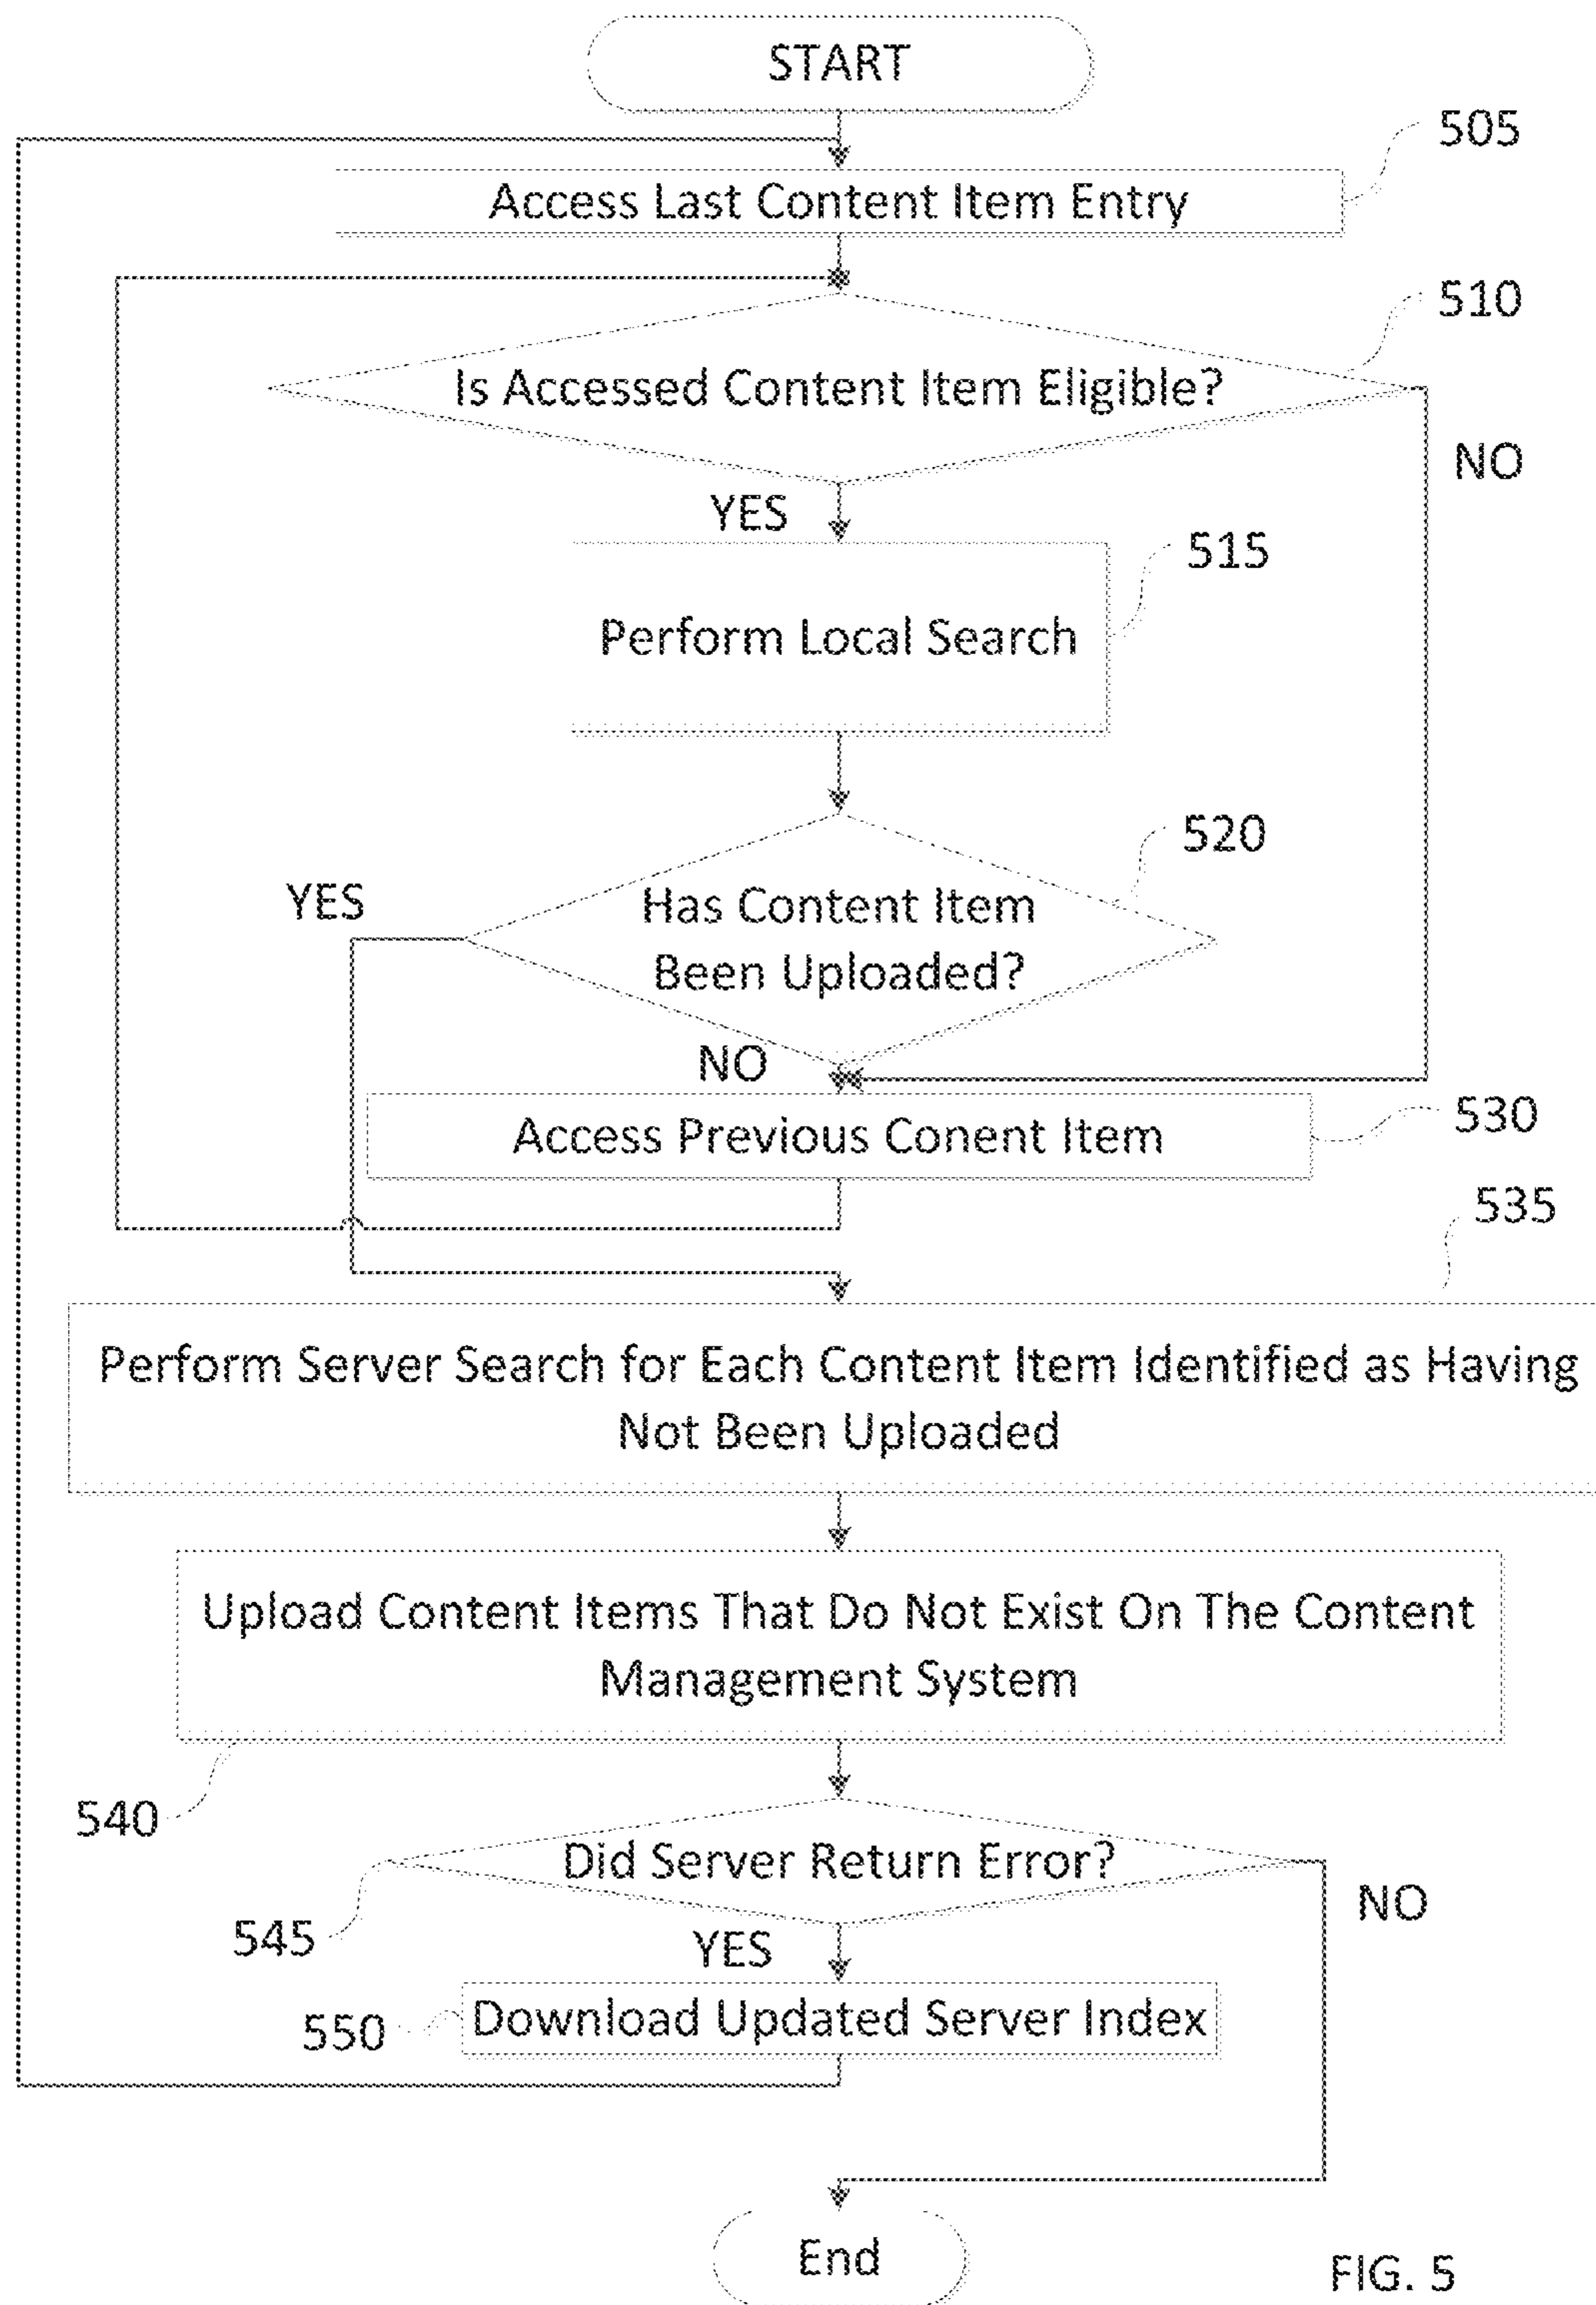 START
505
Access Last Content Item Entry
510
Is Accessed Content Item Eligible?
NO
YES
515
Perform Local Search
520
YES
Has Content Item
Been Uploaded?
NO
Access Previous Conent Item
530
535
Perform Server Search for Each Content Item Identified as Having
Not Been Uploaded
Upload Content Items That Do Not Exist On The Content
Management System
540
Did Server Return Error?
NO
545
YES
550
Download Updated Server Index
End
FIG. 5